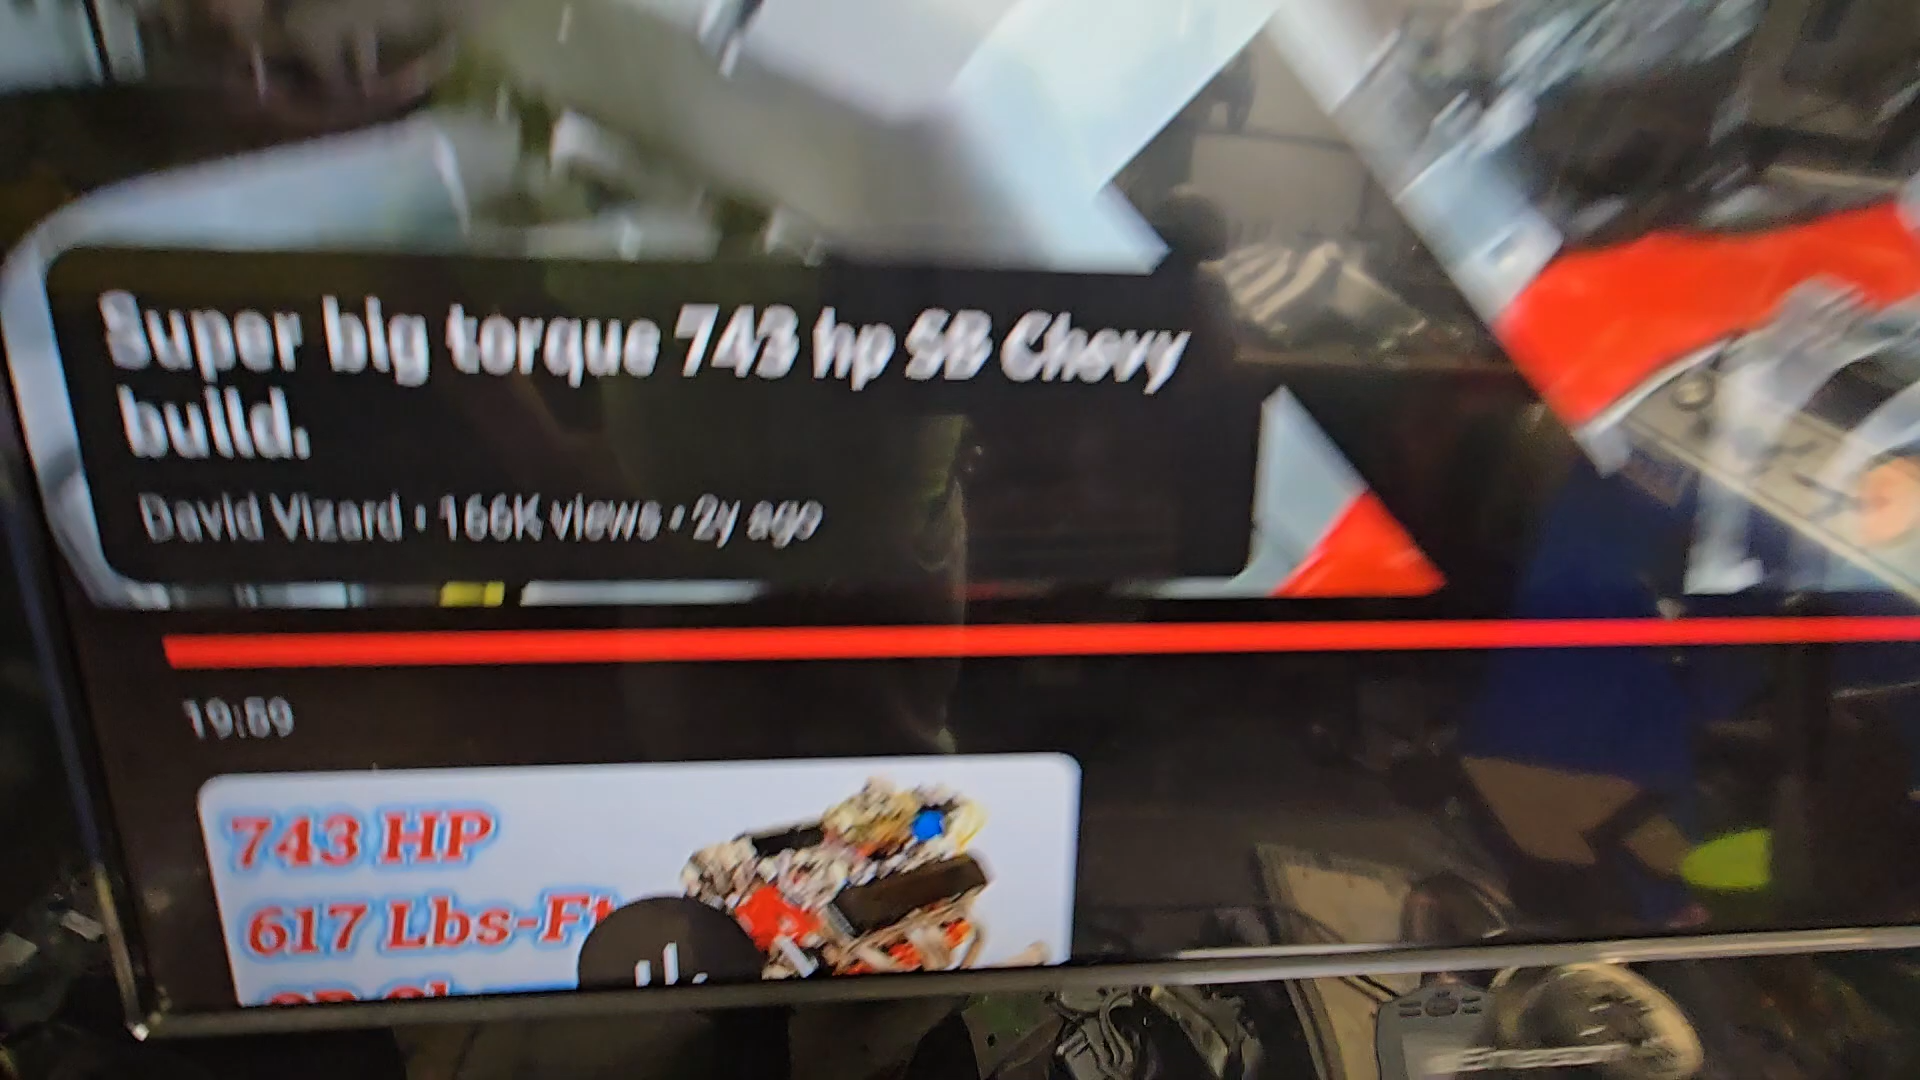 Super big torque 743 hp SB Chevy
build.
David Vizard • 166K views • 2y ago
19:59
743 HP
617 Lbs-Ft
Emerson